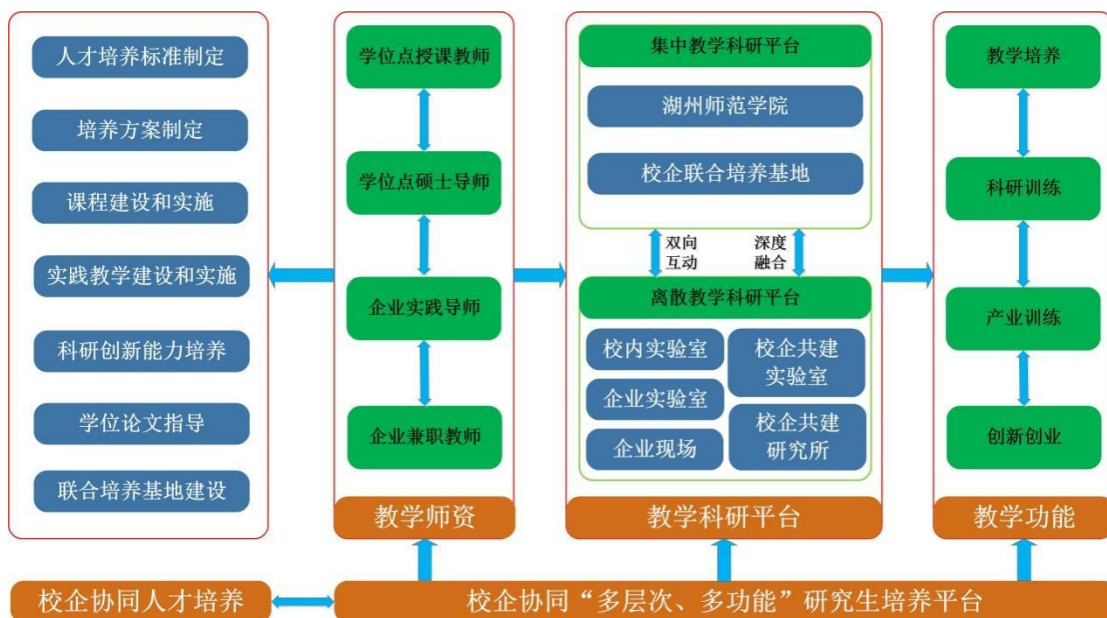 人才培养标准制定
培养方案制定
课程建设和实施
实践教学建设和实施
科研创新能力培养
学位论文指导
联合培养基地建设
学位点授课教师
学位点硕士导师
企业实践导师
企业兼职教师
教学师资
集中教学科研平台
湖州师范学院
校企联合培养基地
双向
互动
深度
融合
离散教学科研平台
校内实验室
企业实验室
企业现场
校企共建
实验室
校企共建
研究所
教学科研平台
教学培养
科研训练
产业训练
创新创业
教学功能
校企协同人才培养
校企协同“多层次、多功能”研究生培养平台